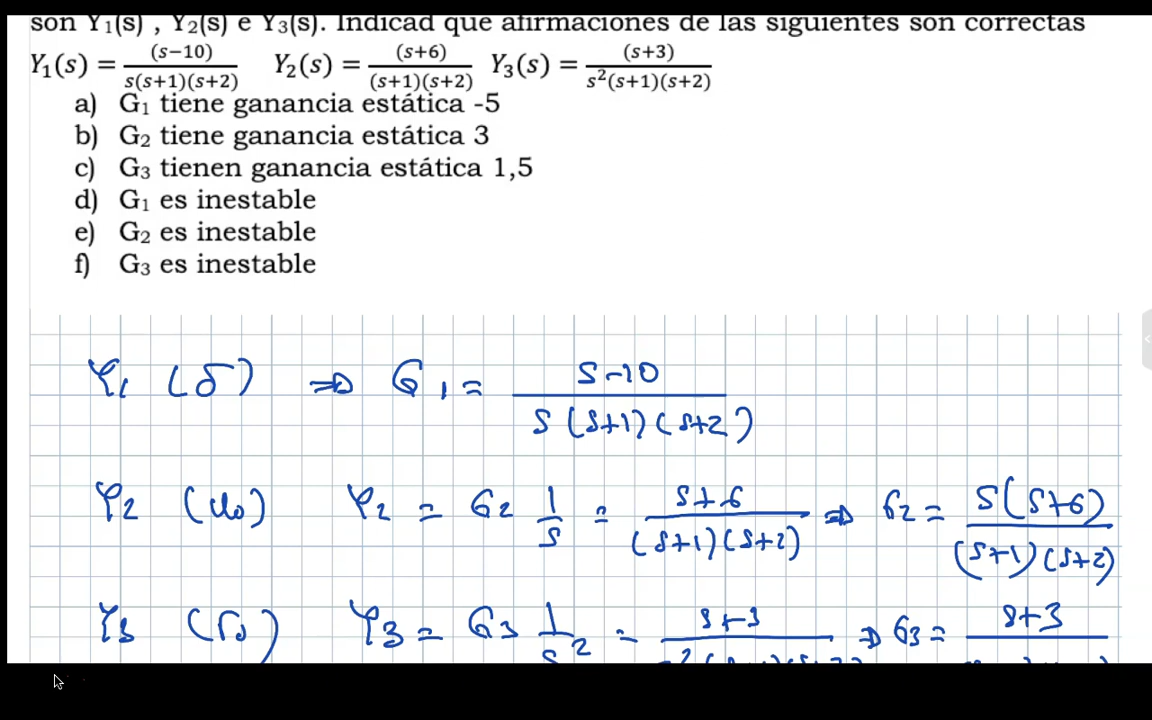 son Y₁(s) , Y₂(s) e Y₃(s). Indicad que afirmaciones de las siguientes son correctas
Y₁(s) = (s−10)/(s(s+1)(s+2)) Y₂(s) = (s+6)/((s+1)(s+2)) Y₃(s) = (s+3)/(s²(s+1)(s+2))
a) G₁ tiene ganancia estática -5
b) G₂ tiene ganancia estática 3
c) G₃ tienen ganancia estática 1,5
d) G₁ es inestable
e) G₂ es inestable
f) G₃ es inestable
Y₁ (δ) ⇒ G₁ = (s-10)/(s(s+1)(s+2))
Y₂ (u₀) Y₂ = G₂ 1/s = (s+6)/((s+1)(s+2)) ⇒ G₂ = s(s+6)/((s+1)(s+2))
Y₃ (r₀) Y₃ = G₃ 1/s² = s+3 ⇒ G₃ = s+3